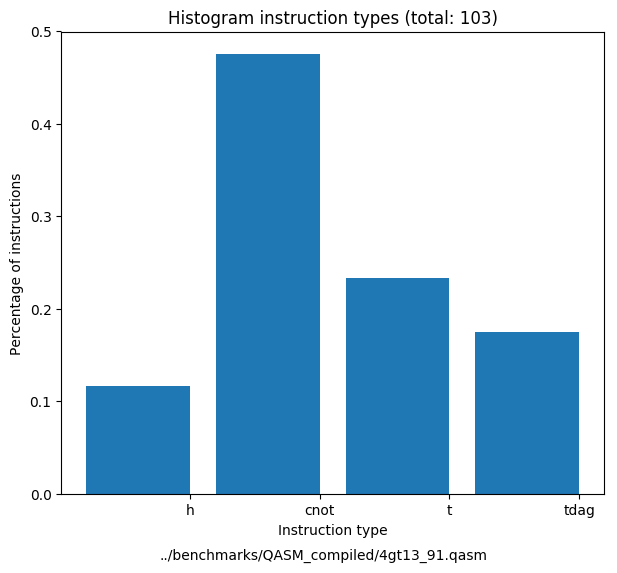 Histogram instruction types (total: 103)
0.5
0.4
0.3
0.2
0.1
0.0
Percentage of instructions
h cnot t tdag
Instruction type
../benchmarks/QASM_compiled/4gt13_91.qasm